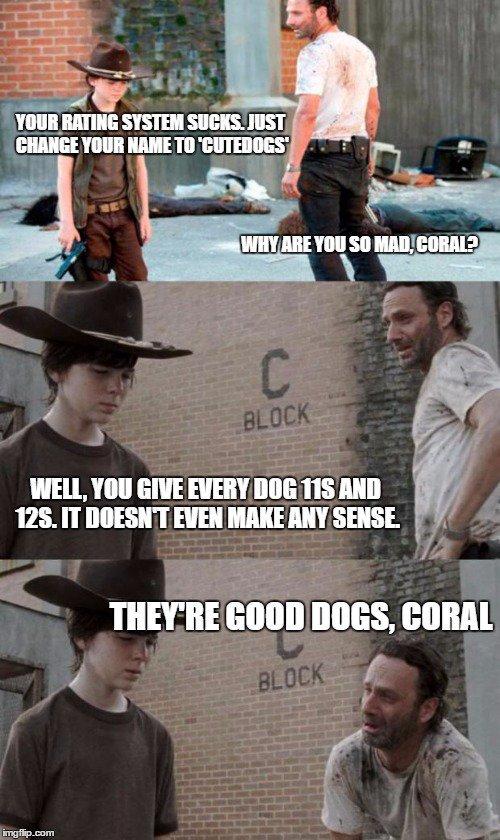 YOUR RATING SYSTEM SUCKS. JUST
CHANGE YOUR NAME TO 'CUTEDOGS'
WHY ARE YOU SO MAD, CORAL?
C
BLOCK
WELL, YOU GIVE EVERY DOG 11S AND
12S. IT DOESN'T EVEN MAKE ANY SENSE.
THEY'RE GOOD DOGS, CORAL
C
BLOCK
imgflip.com